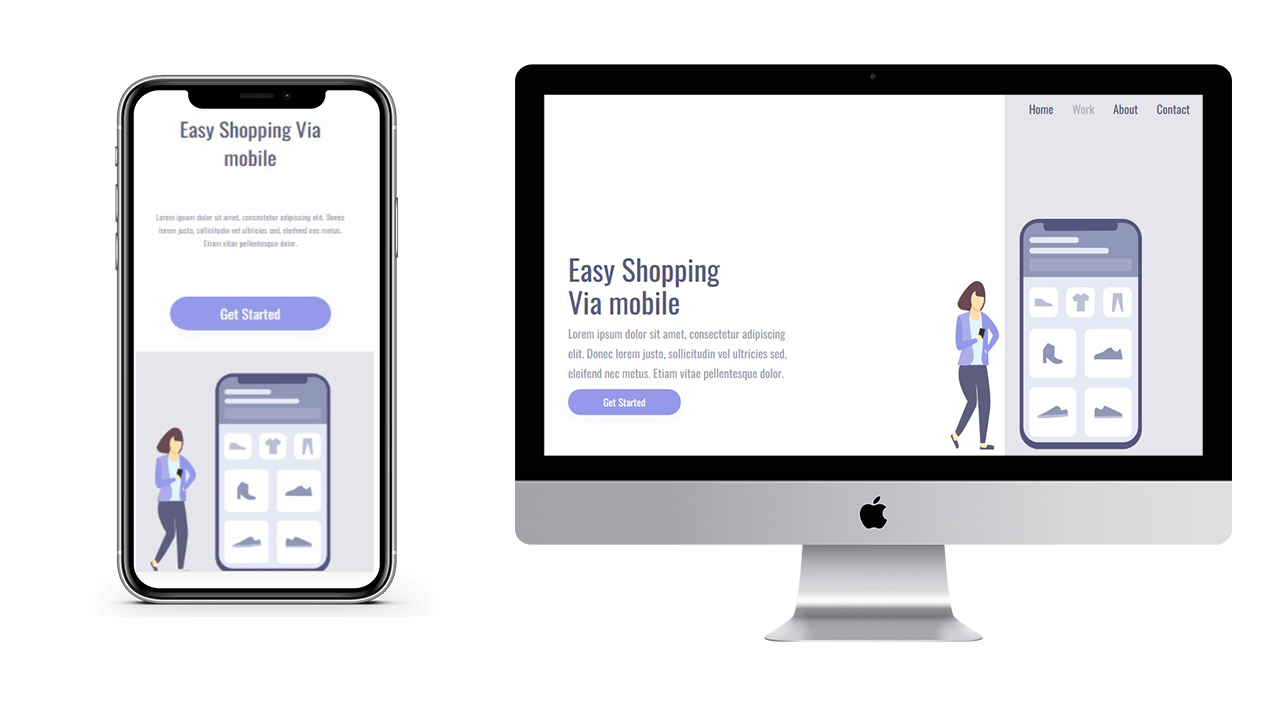 Easy Shopping Via
mobile
Lorem ipsum dolor sit amet, consectetur adipiscing elit. Donec
lorem justo, sollicitudin vel ultricies sed, eleifend nec metus.
Etiam vitae pellentesque dolor.
Get Started
Home Work About Contact
Easy Shopping
Via mobile
Lorem ipsum dolor sit amet, consectetur adipiscing
elit. Donec lorem justo, sollicitudin vel ultricies sed,
eleifend nec metus. Etiam vitae pellentesque dolor.
Get Started